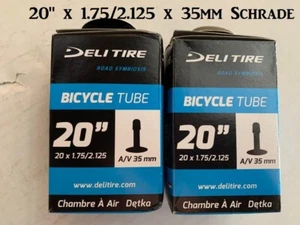 20" x 1.75/2.125 x 35mm Schrade
DELI TIRE
ROAD SYMBIOSIS
BICYCLE TUBE
20”
20 x 1.75/2.125
A/V 35 mm
www.delitire.com
Chambre À Air Dętka
DELI TIRE
ROAD SYMBIOSIS
BICYCLE TUBE
20”
20 x 1.75/2.125
A/V 35 mm
www.delitire.com
Chambre À Air Dętka